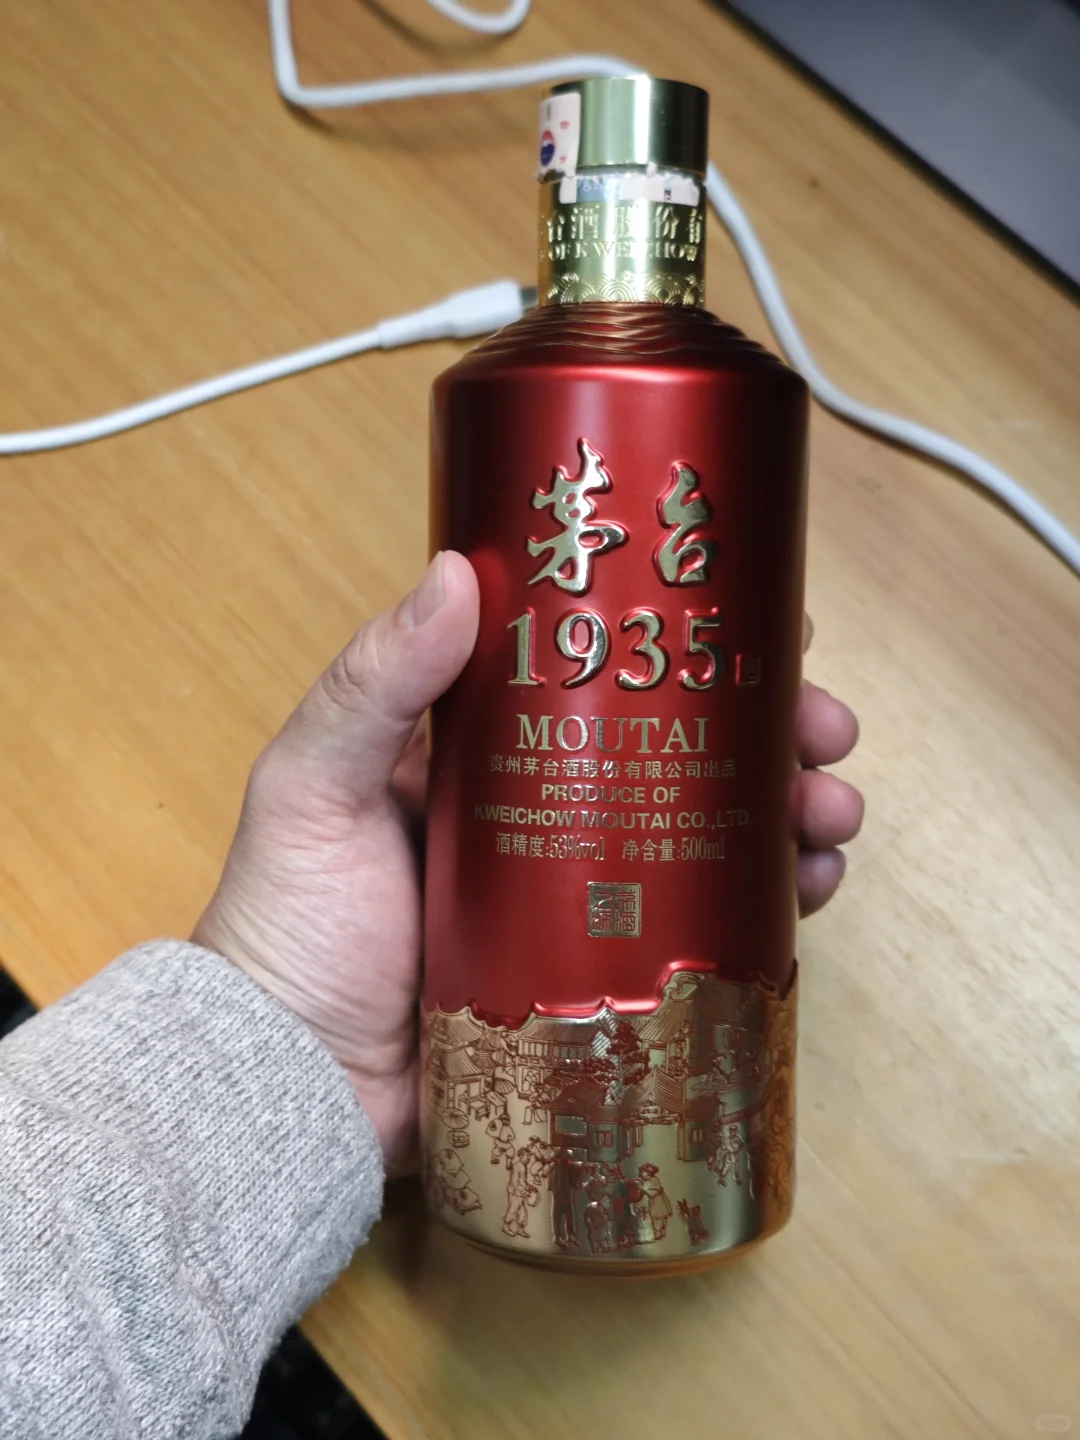 台酒股份有
OF KWEICHOW
茅台
1935
MOUTAI
贵州茅台酒股份有限公司出品
PRODUCE OF
KWEICHOW MOUTAI CO.,LTD.
酒精度:53%vol 净含量:500ml